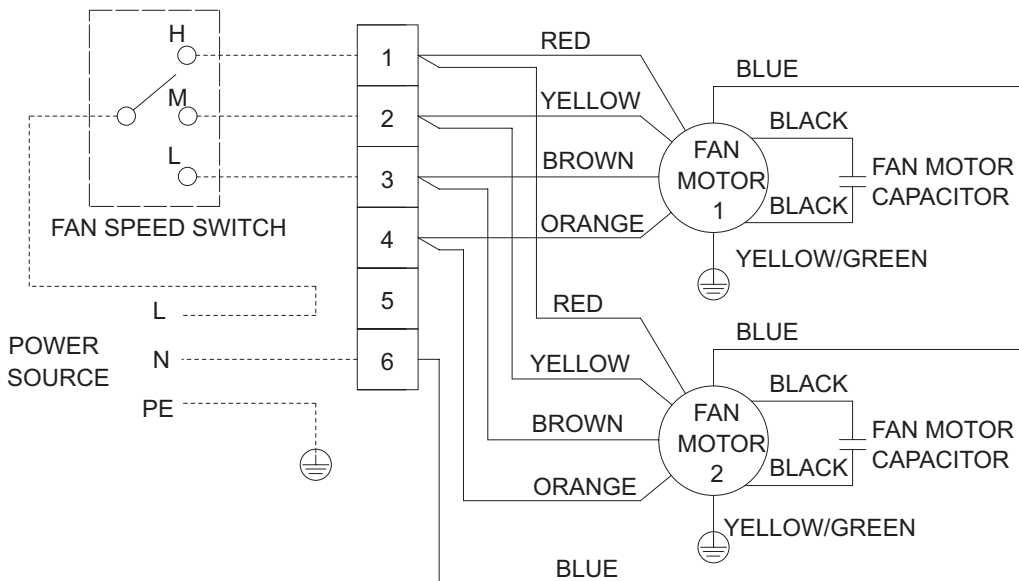 H
M
L
FAN SPEED SWITCH
1
2
3
4
5
6
POWER
SOURCE
L
N
PE
RED
YELLOW
BROWN
ORANGE
BLUE
BLACK
BLACK
FAN
MOTOR
1
FAN MOTOR
CAPACITOR
YELLOW/GREEN
RED
YELLOW
BROWN
ORANGE
BLUE
BLACK
BLACK
FAN
MOTOR
2
FAN MOTOR
CAPACITOR
YELLOW/GREEN
BLUE